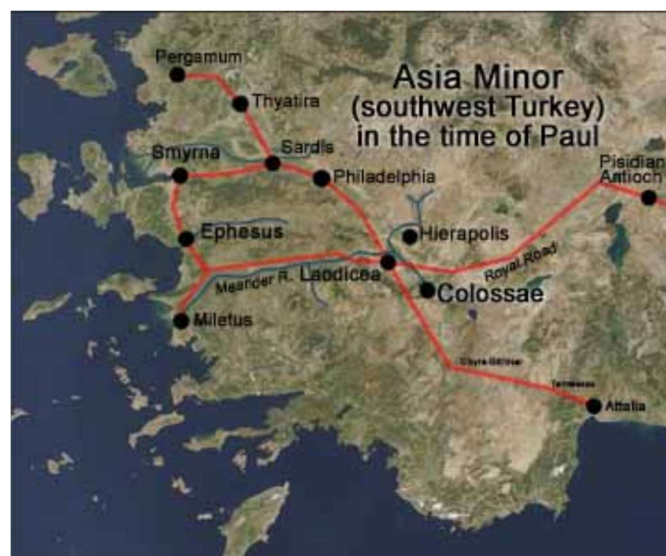 Pergamum
Asia Minor
(southwest Turkey)
in the time of Paul
Thyatira
Sardis
Smyrna
Philadelphia
Pisidian
Antioch
Ephesus
Hierapolis
Royal Road
Meander R.
Laodicea
Colossae
Miletus
Attalia